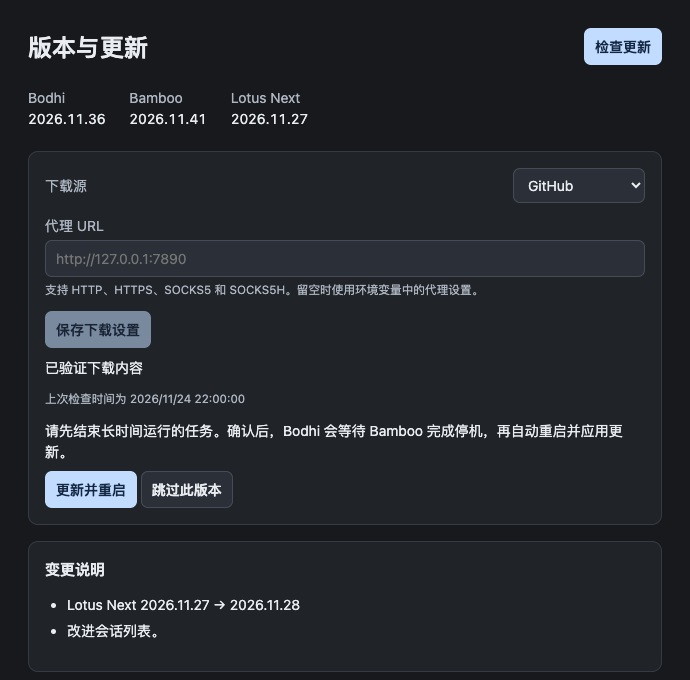 版本与更新
检查更新
Bodhi
2026.11.36
Bamboo
2026.11.41
Lotus Next
2026.11.27
下载源
GitHub
代理 URL
http://127.0.0.1:7890
支持 HTTP、HTTPS、SOCKS5 和 SOCKS5H。留空时使用环境变量中的代理设置。
保存下载设置
已验证下载内容
上次检查时间为 2026/11/24 22:00:00
请先结束长时间运行的任务。确认后，Bodhi 会等待 Bamboo 完成停机，再自动重启并应用更
新。
更新并重启
跳过此版本
变更说明
Lotus Next 2026.11.27 → 2026.11.28
改进会话列表。